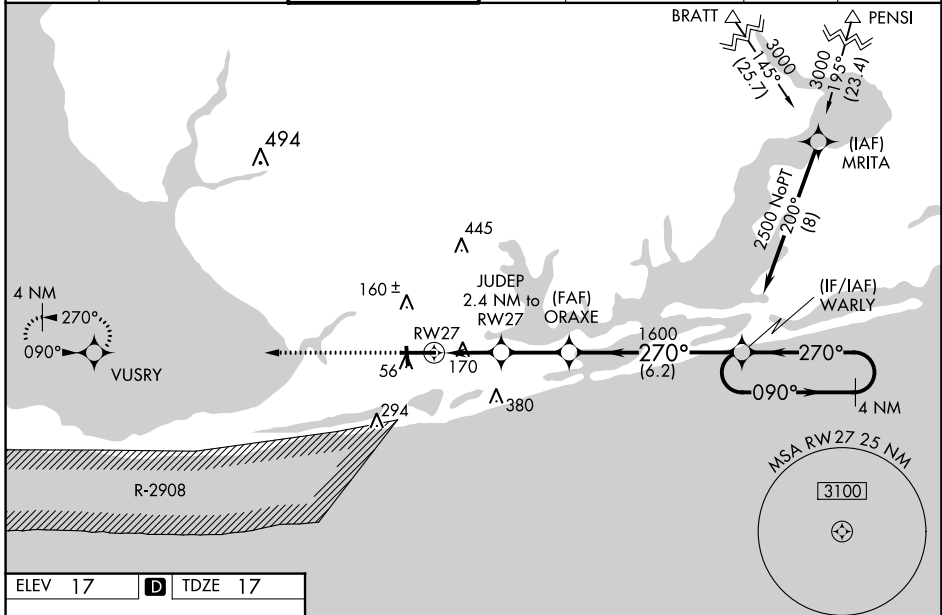 BRATT
PENSI
3000
145°
(25.7)
3000
195°
(23.4)
(IAF)
MRITA
494
2500 NoPT
200°
(8)
445
4 NM
270°
090°
VUSRY
160 ±
JUDEP
2.4 NM to
RW27
(FAF)
ORAXE
(IF/IAF)
WARLY
RW27
56
170
1600
270°
(6.2)
270°
090°
4 NM
380
294
R-2908
MSA RW 27 25 NM
3100
ELEV 17 D TDZE 17